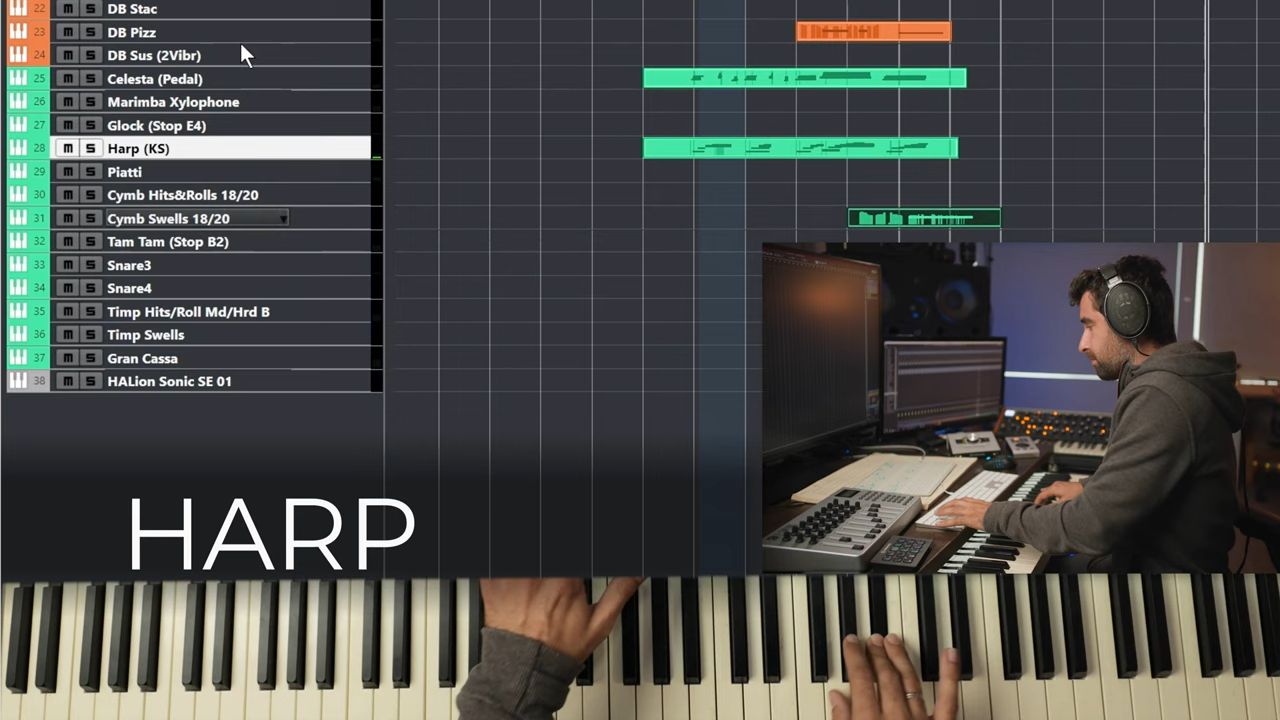 22 m S DB Stac
23 m S DB Pizz
24 m S DB Sus (2Vibr)
25 m S Celesta (Pedal)
26 m S Marimba Xylophone
27 m S Glock (Stop E4)
28 m S Harp (KS)
29 m S Piatti
30 m S Cymb Hits&Rolls 18/20
31 m S Cymb Swells 18/20
32 m S Tam Tam (Stop B2)
33 m S Snare3
34 m S Snare4
35 m S Timp Hits/Roll Md/Hrd B
36 m S Timp Swells
37 m S Gran Cassa
38 m S HALion Sonic SE 01
HARP